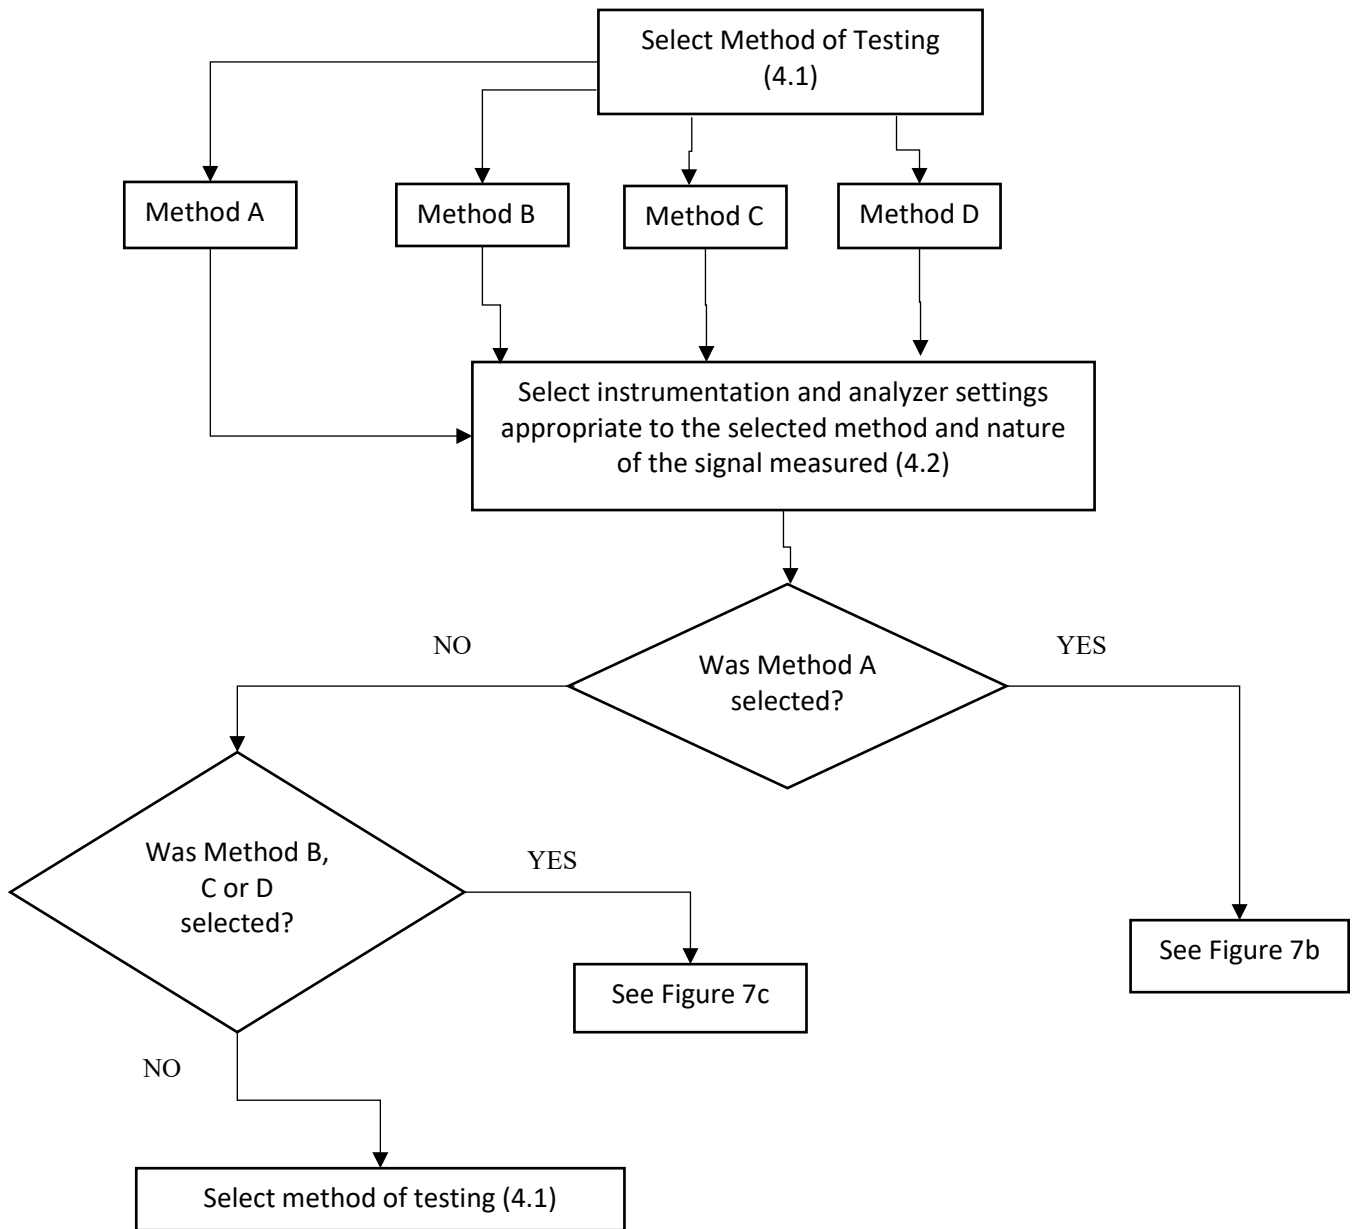 Select Method of Testing
(4.1)
Method A
Method B
Method C
Method D
Select instrumentation and analyzer settings
appropriate to the selected method and nature
of the signal measured (4.2)
NO
YES
Was Method A
selected?
Was Method B,
C or D
selected?
YES
See Figure 7b
See Figure 7c
NO
Select method of testing (4.1)